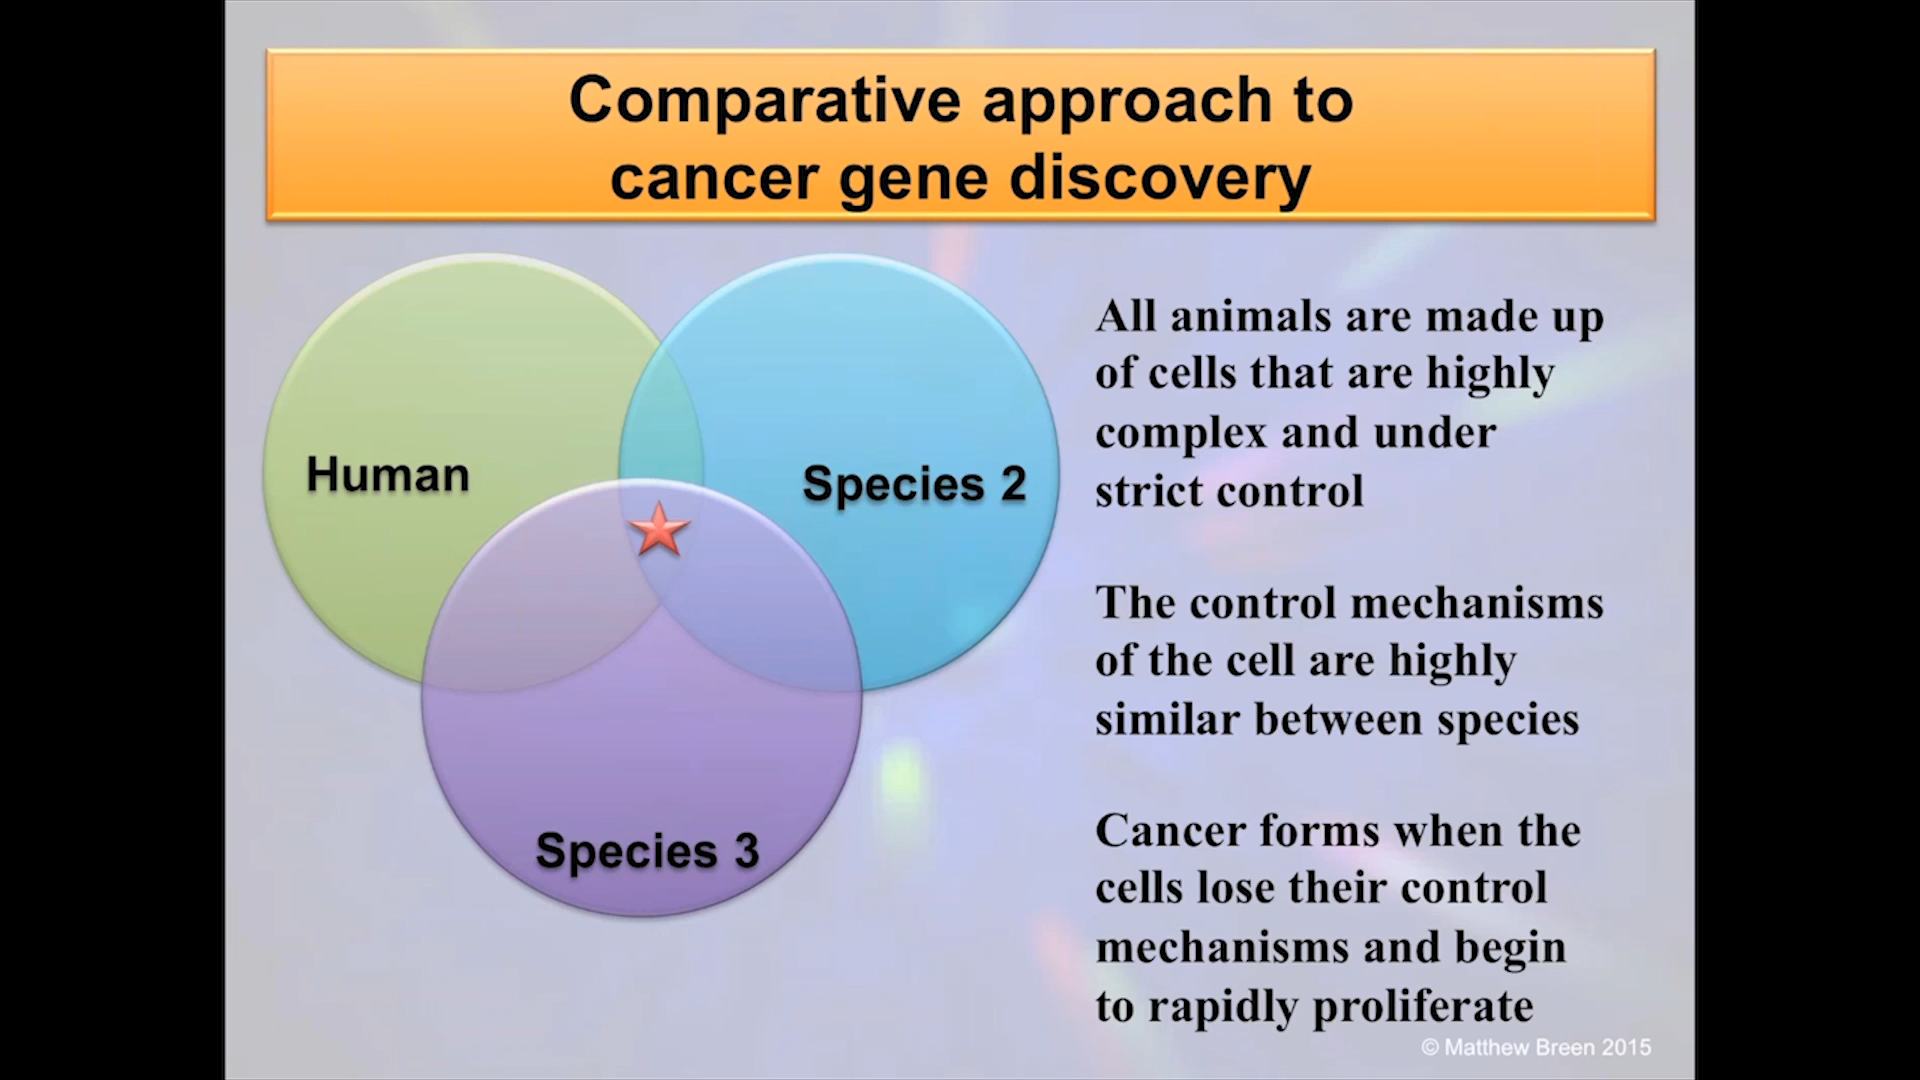 Comparative approach to
cancer gene discovery
Human
Species 2
Species 3
All animals are made up
of cells that are highly
complex and under
strict control
The control mechanisms
of the cell are highly
similar between species
Cancer forms when the
cells lose their control
mechanisms and begin
to rapidly proliferate
© Matthew Breen 2015